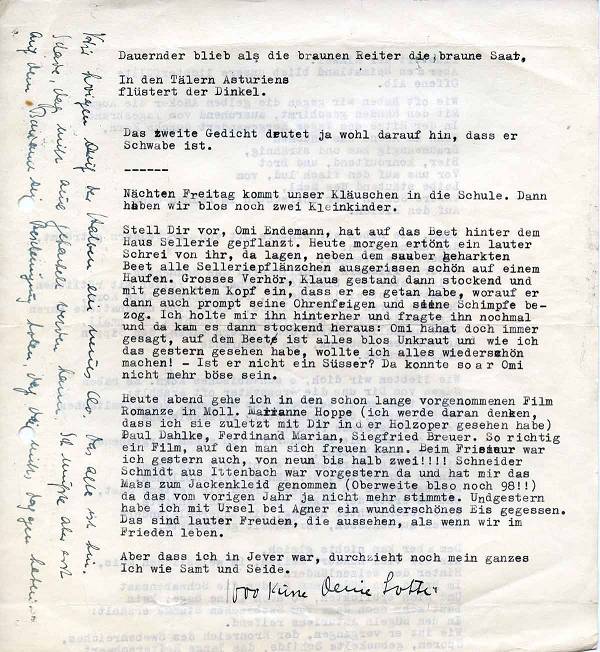 Dauernder blieb als die braunen Reiter die braune Saat,
In den Tälern Asturiens
flüstert der Dinkel.
Das zweite Gedicht deutet ja wohl darauf hin, dass er
Schwabe ist.
------
Nächten Freitag kommt unser Kläuschen in die Schule. Dann
haben wir blos noch zwei Kleinkinder.
Stell Dir vor, Omi Endemann, hat auf das Beet hinter dem
Haus Sellerie gepflanzt. Heute morgen ertönt ein lauter
Schrei von ihr, da lagen, neben dem sauber geharkten
Beet alle Selleriepflänzchen ausgerissen schön auf einem
Haufen. Grosses Verhör, Klaus gestand dann stockend und
mit gesenktem Kopf ein, dass er es getan habe, worauf er
dann auch prompt seine Ohrenfeigen und seine Schimpfe be-
zog. Ich holte mir ihn hinterher und fragte ihn nochmal
und da kam es dann stockend heraus: Omi hat doch immer
gesagt, auf dem Beete ist alles blos Unkraut und wie ich
das gestern gesehen habe, wollte ich alles wieder schön
machen! - Ist er nicht ein Süsser? Da konnte so ar Omi
nicht mehr böse sein.
Heute abend gehe ich in den schon lange vorgenommenen Film
Romanze in Moll. Marianne Hoppe (ich werde daran denken,
dass ich sie zuletzt mit Dir in der Holzoper gesehen habe)
Paul Dahlke, Ferdinand Marian, Siegfried Breuer. So richtig
ein Film, auf den man sich freuen kann. Beim Friseur war
ich gestern auch, von neun bis halb zwei!!!! Schneider
Schmidt aus Ittenbach war vorgestern da und hat mir das
Mass zum Jackenkleid genommen (Oberweite blso noch 98!!)
da das vom vorigen Jahr ja nicht mehr stimmte. Undgestern
habe ich mit Ursel bei Agner ein wunderschönes Eis gegessen.
Das sind lauter Freuden, die aussehen, als wenn wir im
Frieden leben.
Aber dass ich in Jever war, durchzieht noch mein ganzes
Ich wie Samt und Seide.
1000 Küsse Deine Lotte